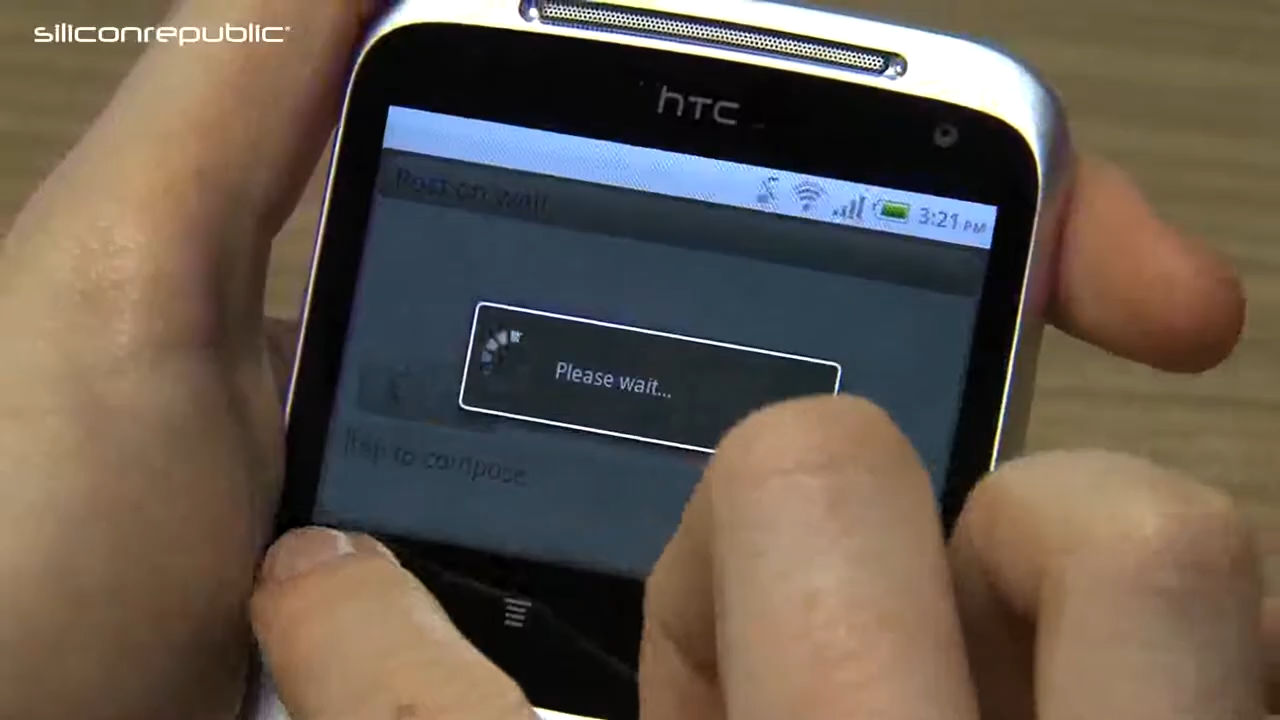 siliconrepublic
hTC
3:21 PM
Post on wall
Please wait...
Tap to compose